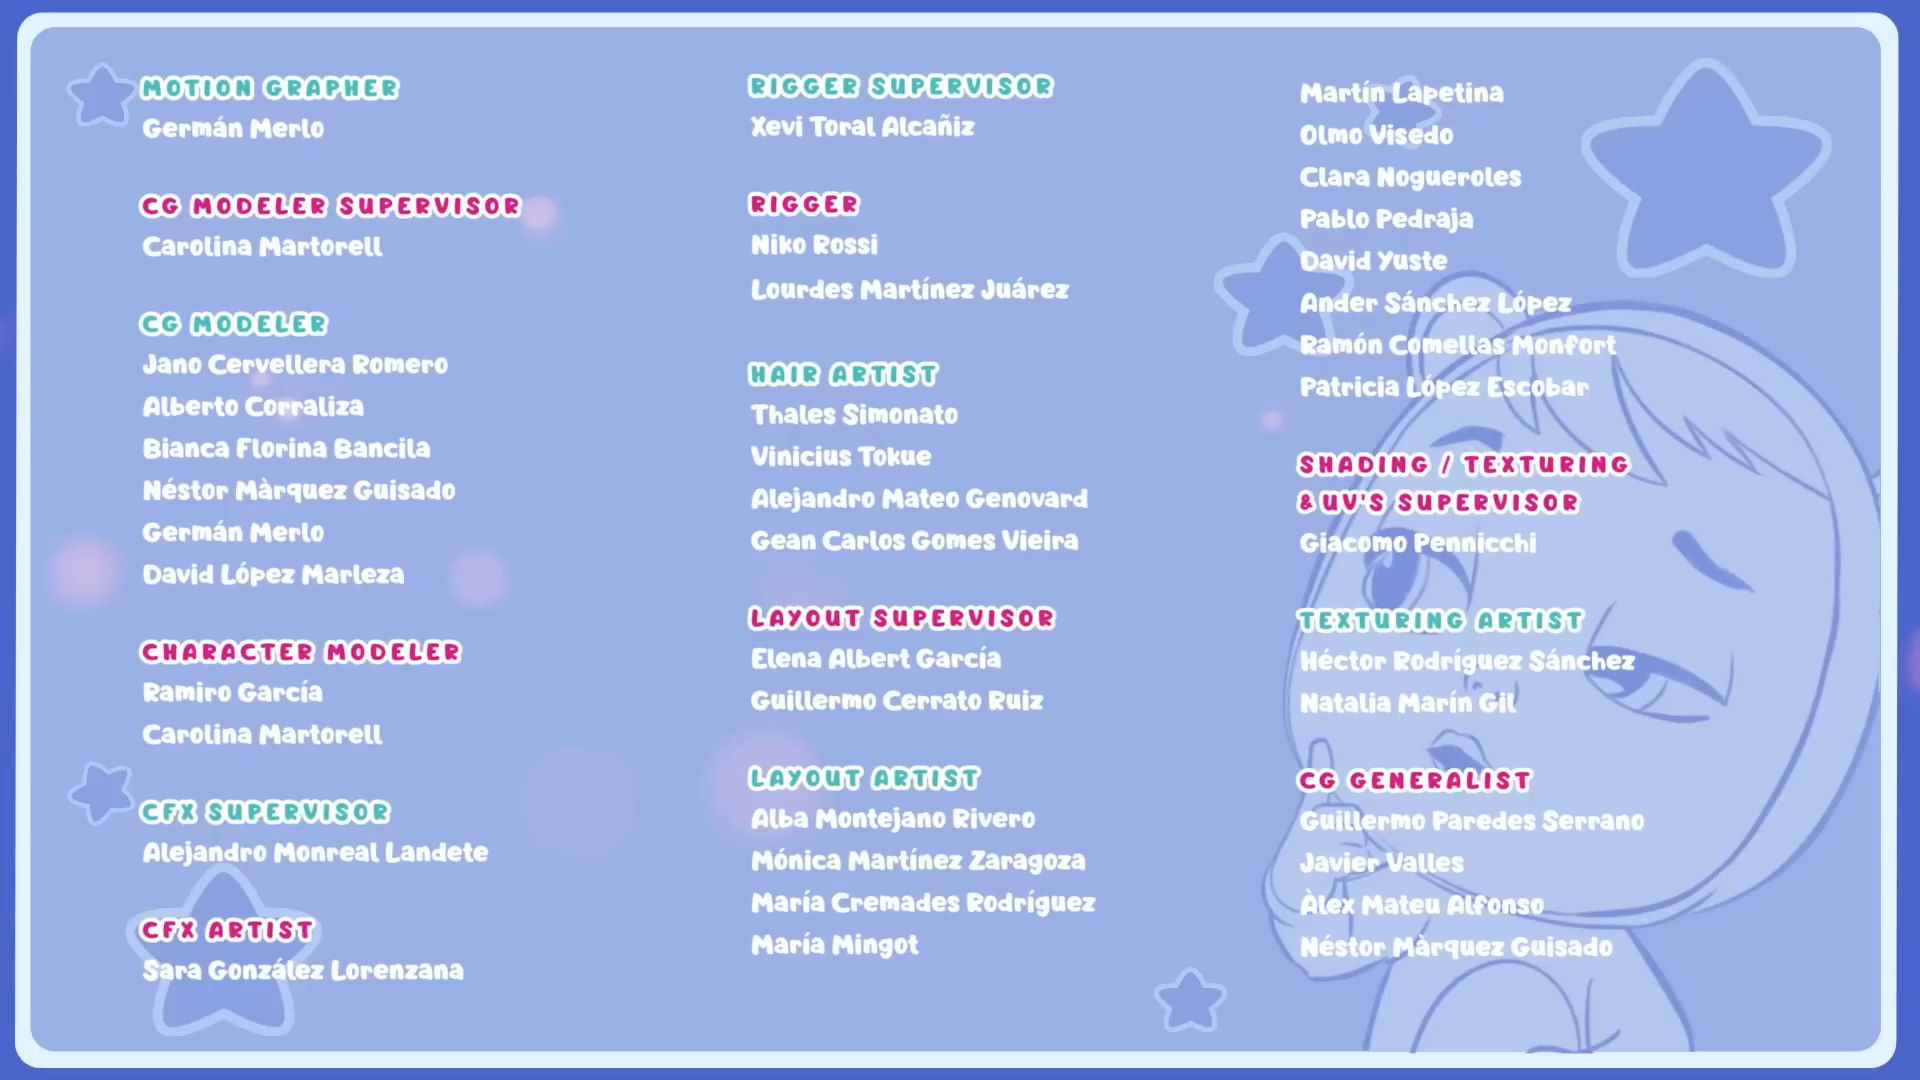 MOTION GRAPHER
Germán Merlo
CG MODELER SUPERVISOR
Carolina Martorell
CG MODELER
Jano Cervellera Romero
Alberto Corraliza
Bianca Florina Bancila
Néstor Màrquez Guisado
Germán Merlo
David López Marleza
CHARACTER MODELER
Ramiro García
Carolina Martorell
CFX SUPERVISOR
Alejandro Monreal Landete
CFX ARTIST
Sara González Lorenzana
RIGGER SUPERVISOR
Xevi Toral Alcañiz
RIGGER
Niko Rossi
Lourdes Martínez Juárez
HAIR ARTIST
Thales Simonato
Vinicius Tokue
Alejandro Mateo Genovard
Gean Carlos Gomes Vieira
LAYOUT SUPERVISOR
Elena Albert García
Guillermo Cerrato Ruiz
LAYOUT ARTIST
Alba Montejano Rivero
Mónica Martínez Zaragoza
María Cremades Rodríguez
María Mingot
Martín Lapetina
Olmo Visedo
Clara Nogueroles
Pablo Pedraja
David Yuste
Ander Sánchez López
Ramón Comellas Monfort
Patricia López Escobar
SHADING / TEXTURING
& UV'S SUPERVISOR
Giacomo Pennicchi
TEXTURING ARTIST
Héctor Rodríguez Sánchez
Natalia Marín Gil
CG GENERALIST
Guillermo Paredes Serrano
Javier Valles
Àlex Mateu Alfonso
Néstor Màrquez Guisado